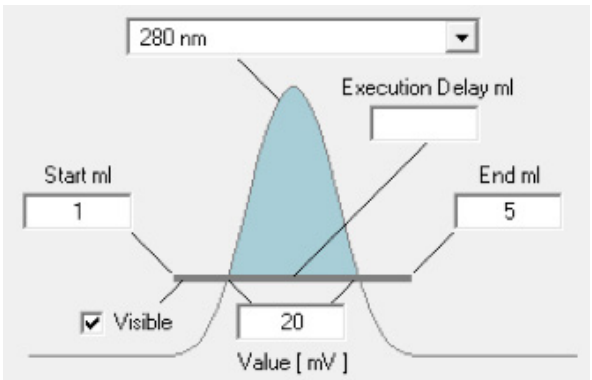 280 nm
Execution Delay ml
Start ml
End ml
1
5
Visible
20
Value [ mV ]